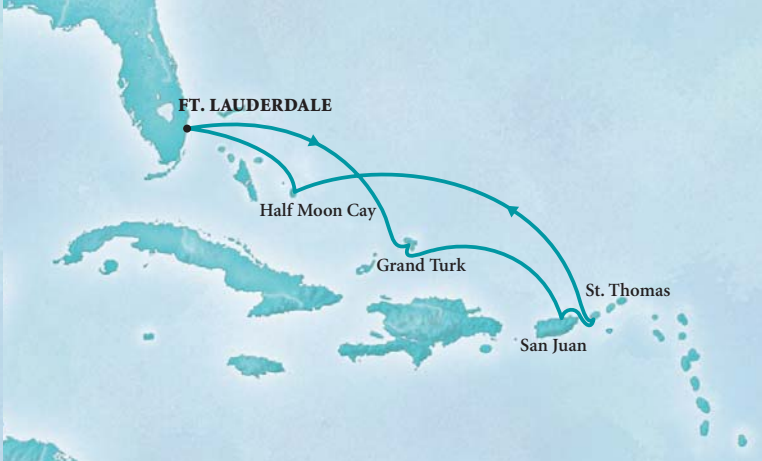 FT. LAUDERDALE
Half Moon Cay
Grand Turk
St. Thomas
San Juan